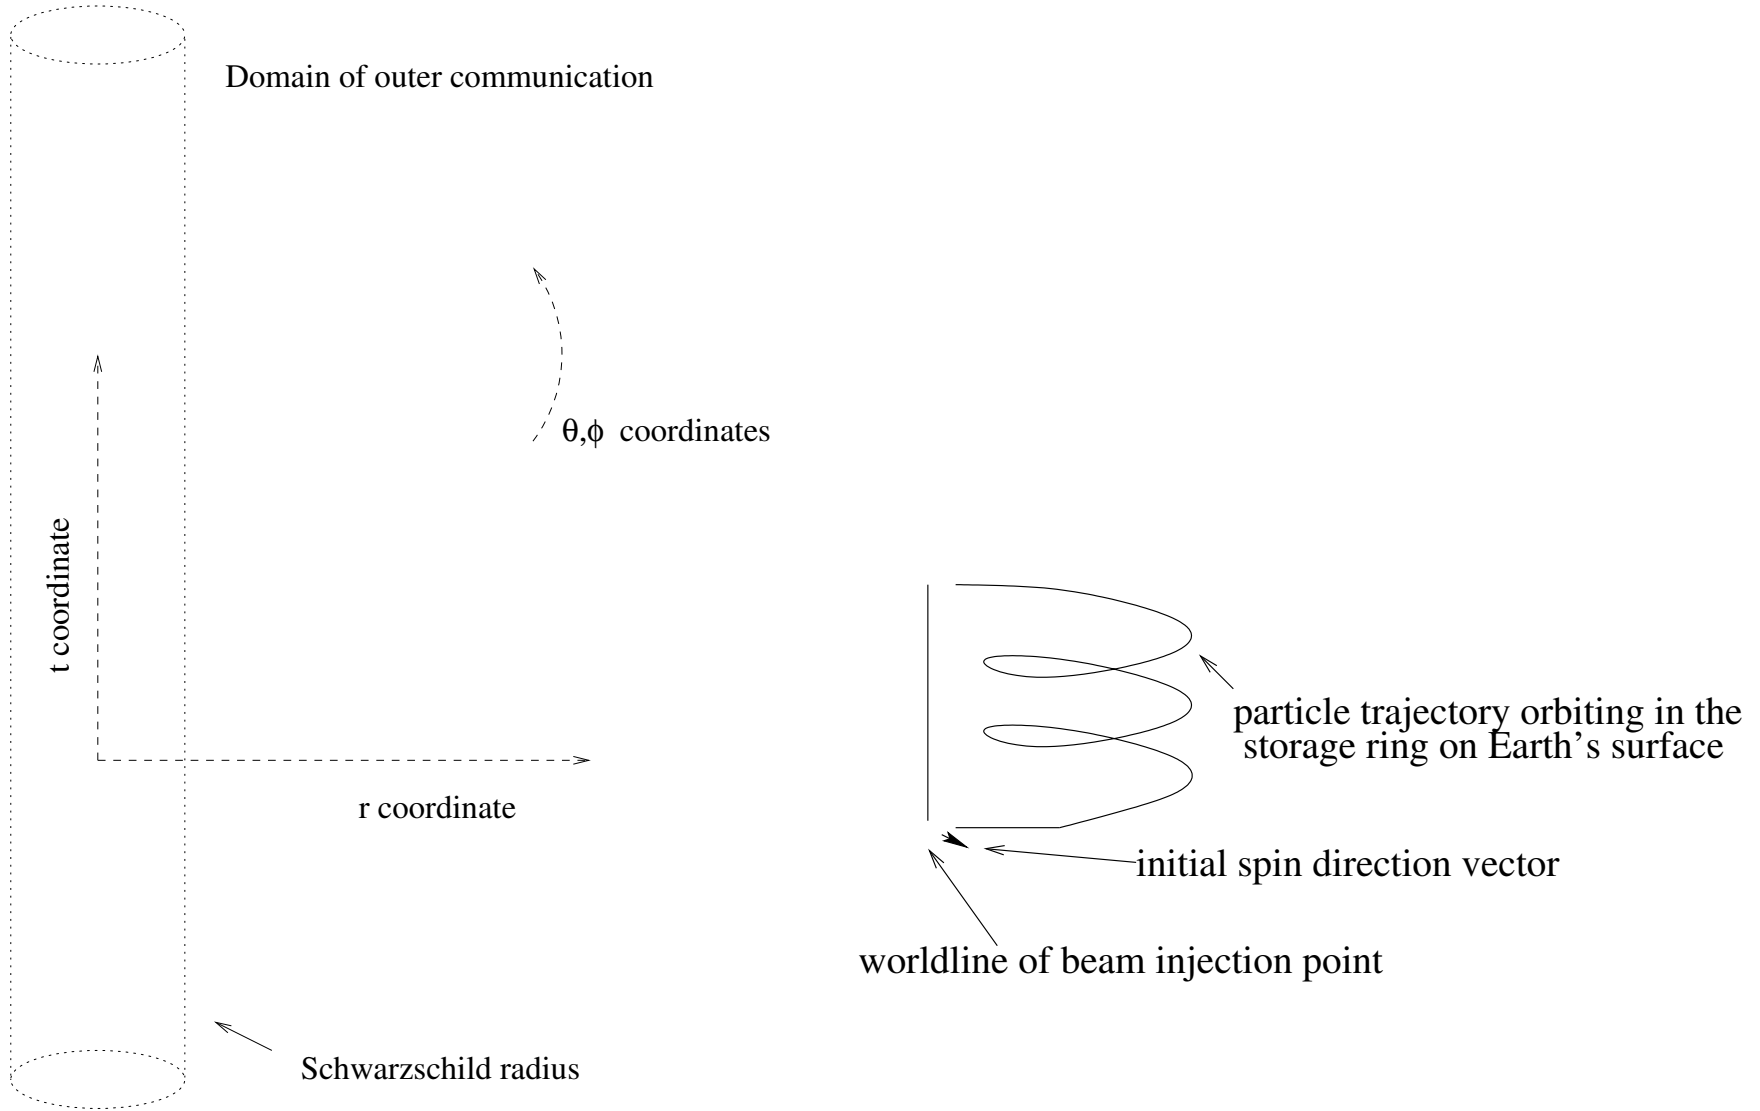 Domain of outer communication
θ,ϕ coordinates
t coordinate
r coordinate
particle trajectory orbiting in the
storage ring on Earth's surface
initial spin direction vector
worldline of beam injection point
Schwarzschild radius